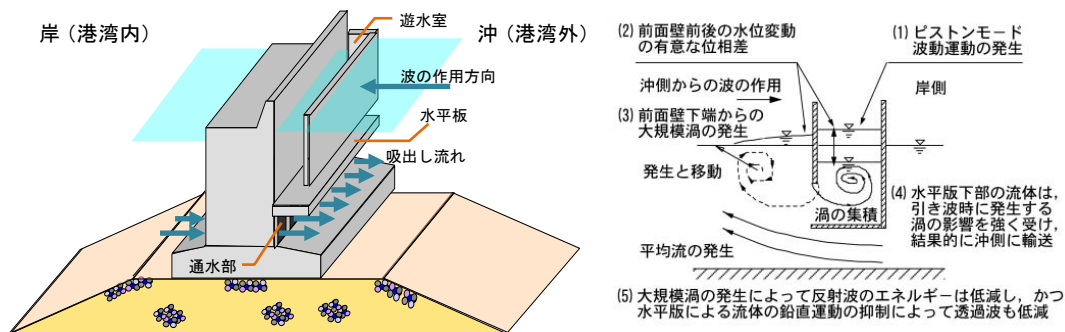 岸（港湾内）
遊水室
沖（港湾外）
波の作用方向
水平板
吸出し流れ
通水部
(2) 前面壁前後の水位変動
の有意な位相差
(1) ピストンモード
波動運動の発生
沖側からの波の作用
岸側
(3) 前面壁下端からの
大規模渦の発生
発生と移動
渦の集積
(4) 水平版下部の流体は，
引き波時に発生する
渦の影響を強く受け，
結果的に沖側に輸送
平均流の発生
(5) 大規模渦の発生によって反射波のエネルギーは低減し，かつ
水平版による流体の鉛直運動の抑制によって透過波も低減